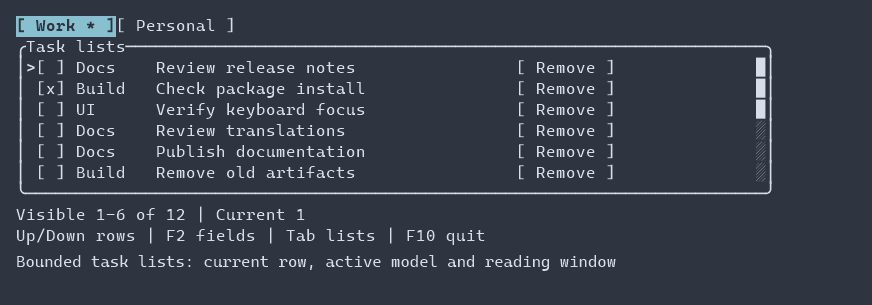 [ Work * ][ Personal ]
Task lists
>[ ] Docs   Review release notes                [ Remove ]
[x] Build  Check package install               [ Remove ]
[ ] UI     Verify keyboard focus               [ Remove ]
[ ] Docs   Review translations                 [ Remove ]
[ ] Docs   Publish documentation               [ Remove ]
[ ] Build  Remove old artifacts                [ Remove ]
Visible 1-6 of 12 | Current 1
Up/Down rows | F2 fields | Tab lists | F10 quit
Bounded task lists: current row, active model and reading window